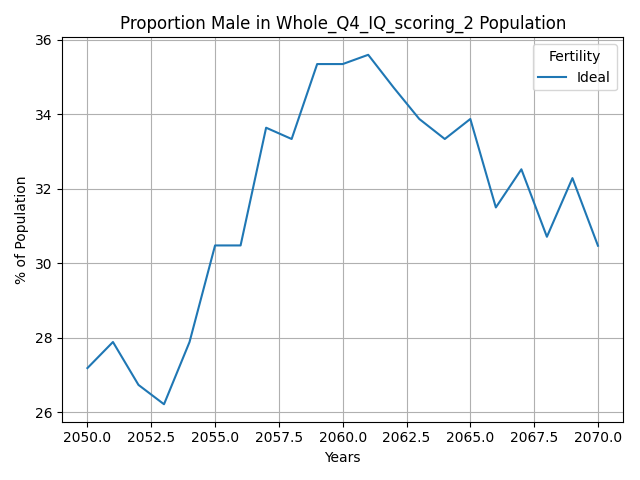 Proportion Male in Whole_Q4_IQ_scoring_2 Population
36
34
32
30
28
26
% of Population
Fertility
Ideal
2050.0 2052.5 2055.0 2057.5 2060.0 2062.5 2065.0 2067.5 2070.0
Years